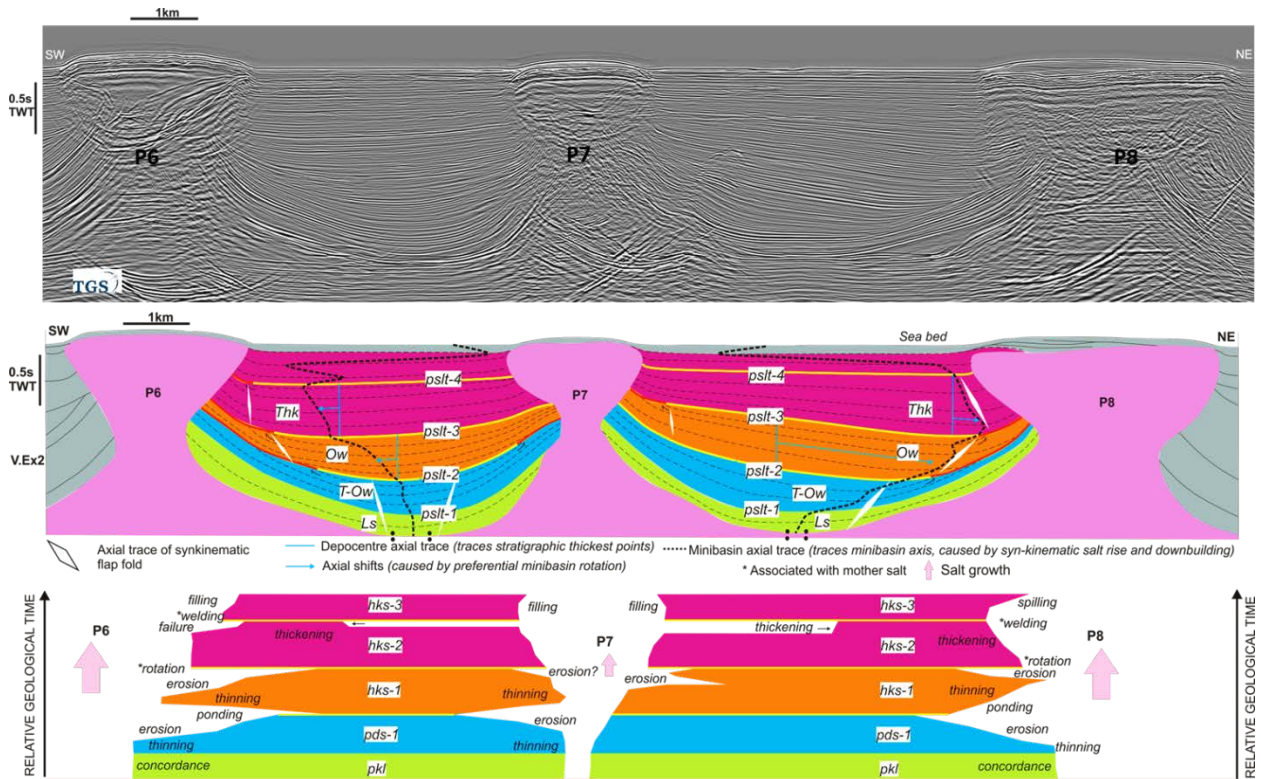 1km
SW
NE
0.5s
TWT
P6
P7
P8
TGS
1km
SW
Sea bed
NE
0.5s
TWT
P6
P7
P8
pslt-4
pslt-4
Thk
Thk
pslt-3
pslt-3
V.Ex2
Ow
Ow
pslt-2
pslt-2
T-Ow
T-Ow
pslt-1
pslt-1
Ls
Ls
Axial trace of synkinematic
flap fold
Depocentre axial trace (traces stratigraphic thickest points)
Axial shifts (caused by preferential minibasin rotation)
Minibasin axial trace (traces minibasin axis, caused by syn-kinematic salt rise and downbuilding)
* Associated with mother salt
Salt growth
RELATIVE GEOLOGICAL TIME
P6
filling
*welding
failure
thickening
*rotation
erosion
thinning
ponding
erosion
thinning
concordance
hks-3
hks-2
hks-1
pds-1
pkl
filling
erosion?
thinning
erosion
thinning
P7
filling
thickening
hks-3
hks-2
hks-1
pds-1
pkl
spilling
*welding
thickening
*rotation
erosion
thinning
ponding
erosion
thinning
P8
RELATIVE GEOLOGICAL TIME